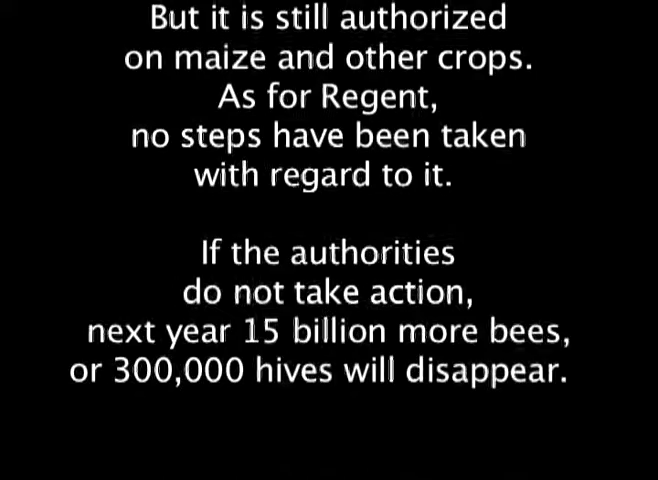 But it is still authorized
on maize and other crops.
As for Regent,
no steps have been taken
with regard to it.
If the authorities
do not take action,
next year 15 billion more bees,
or 300,000 hives will disappear.